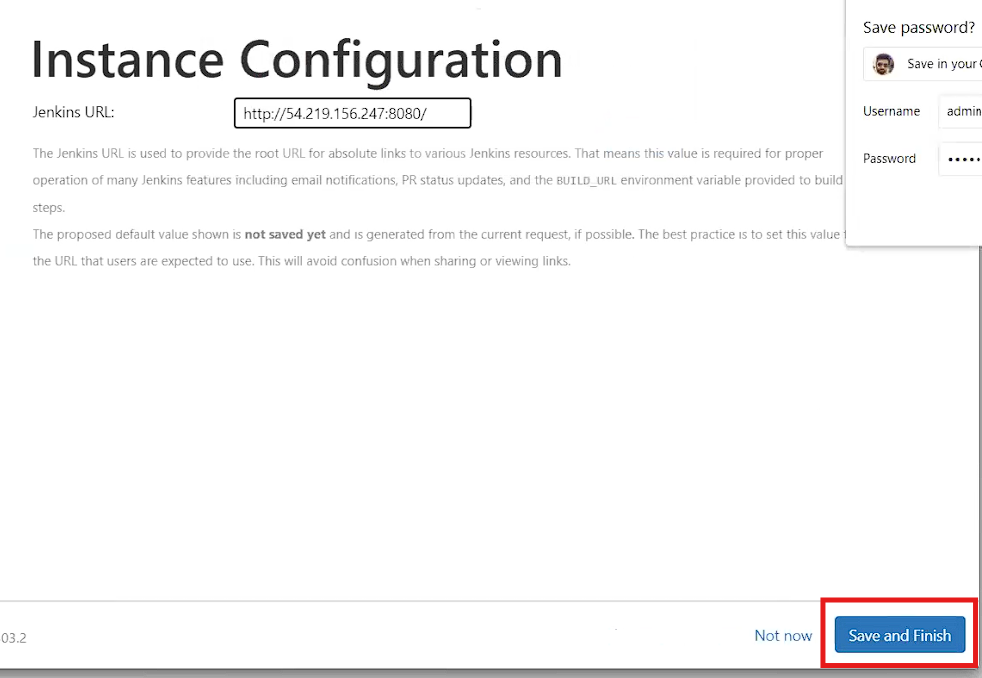 Instance Configuration
Jenkins URL:
http://54.219.156.247:8080/
The Jenkins URL is used to provide the root URL for absolute links to various Jenkins resources. That means this value is required for proper
operation of many Jenkins features including email notifications, PR status updates, and the BUILD_URL environment variable provided to build
steps.
The proposed default value shown is not saved yet and is generated from the current request, if possible. The best practice is to set this value
the URL that users are expected to use. This will avoid confusion when sharing or viewing links.
Save password?
Save in your
Username
admin
Password
•••••
03.2
Not now
Save and Finish